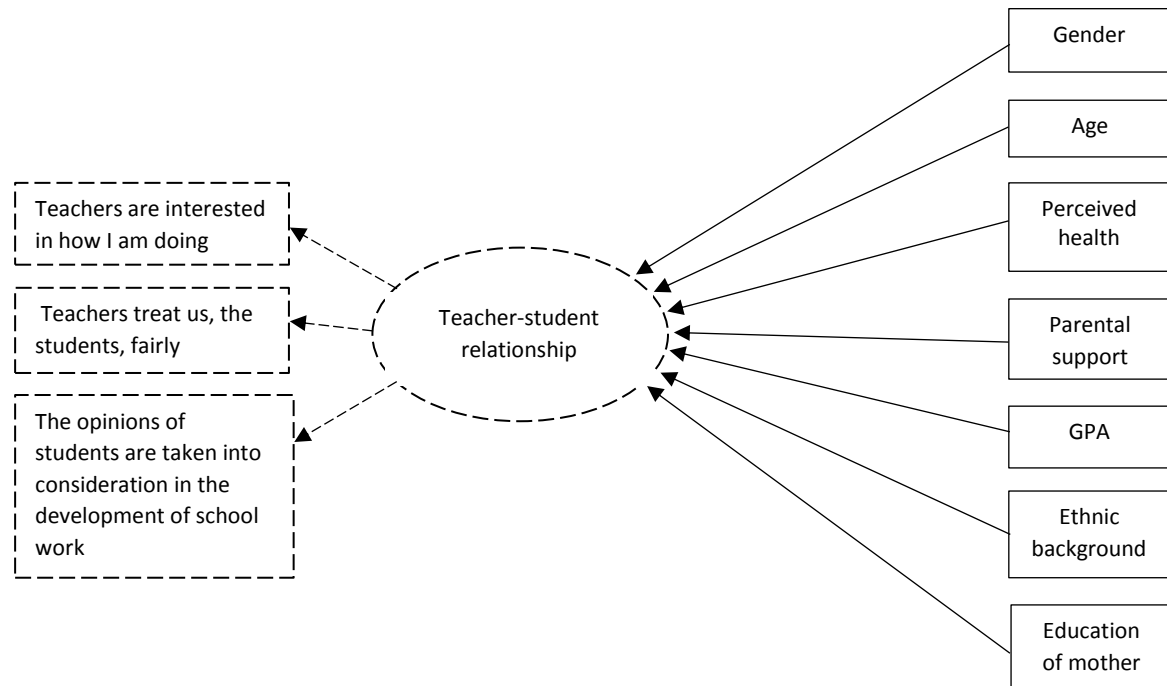 Teachers are interested
in how I am doing
Teachers treat us, the
students, fairly
The opinions of
students are taken into
consideration in the
development of school
work
Teacher-student
relationship
Gender
Age
Perceived
health
Parental
support
GPA
Ethnic
background
Education
of mother